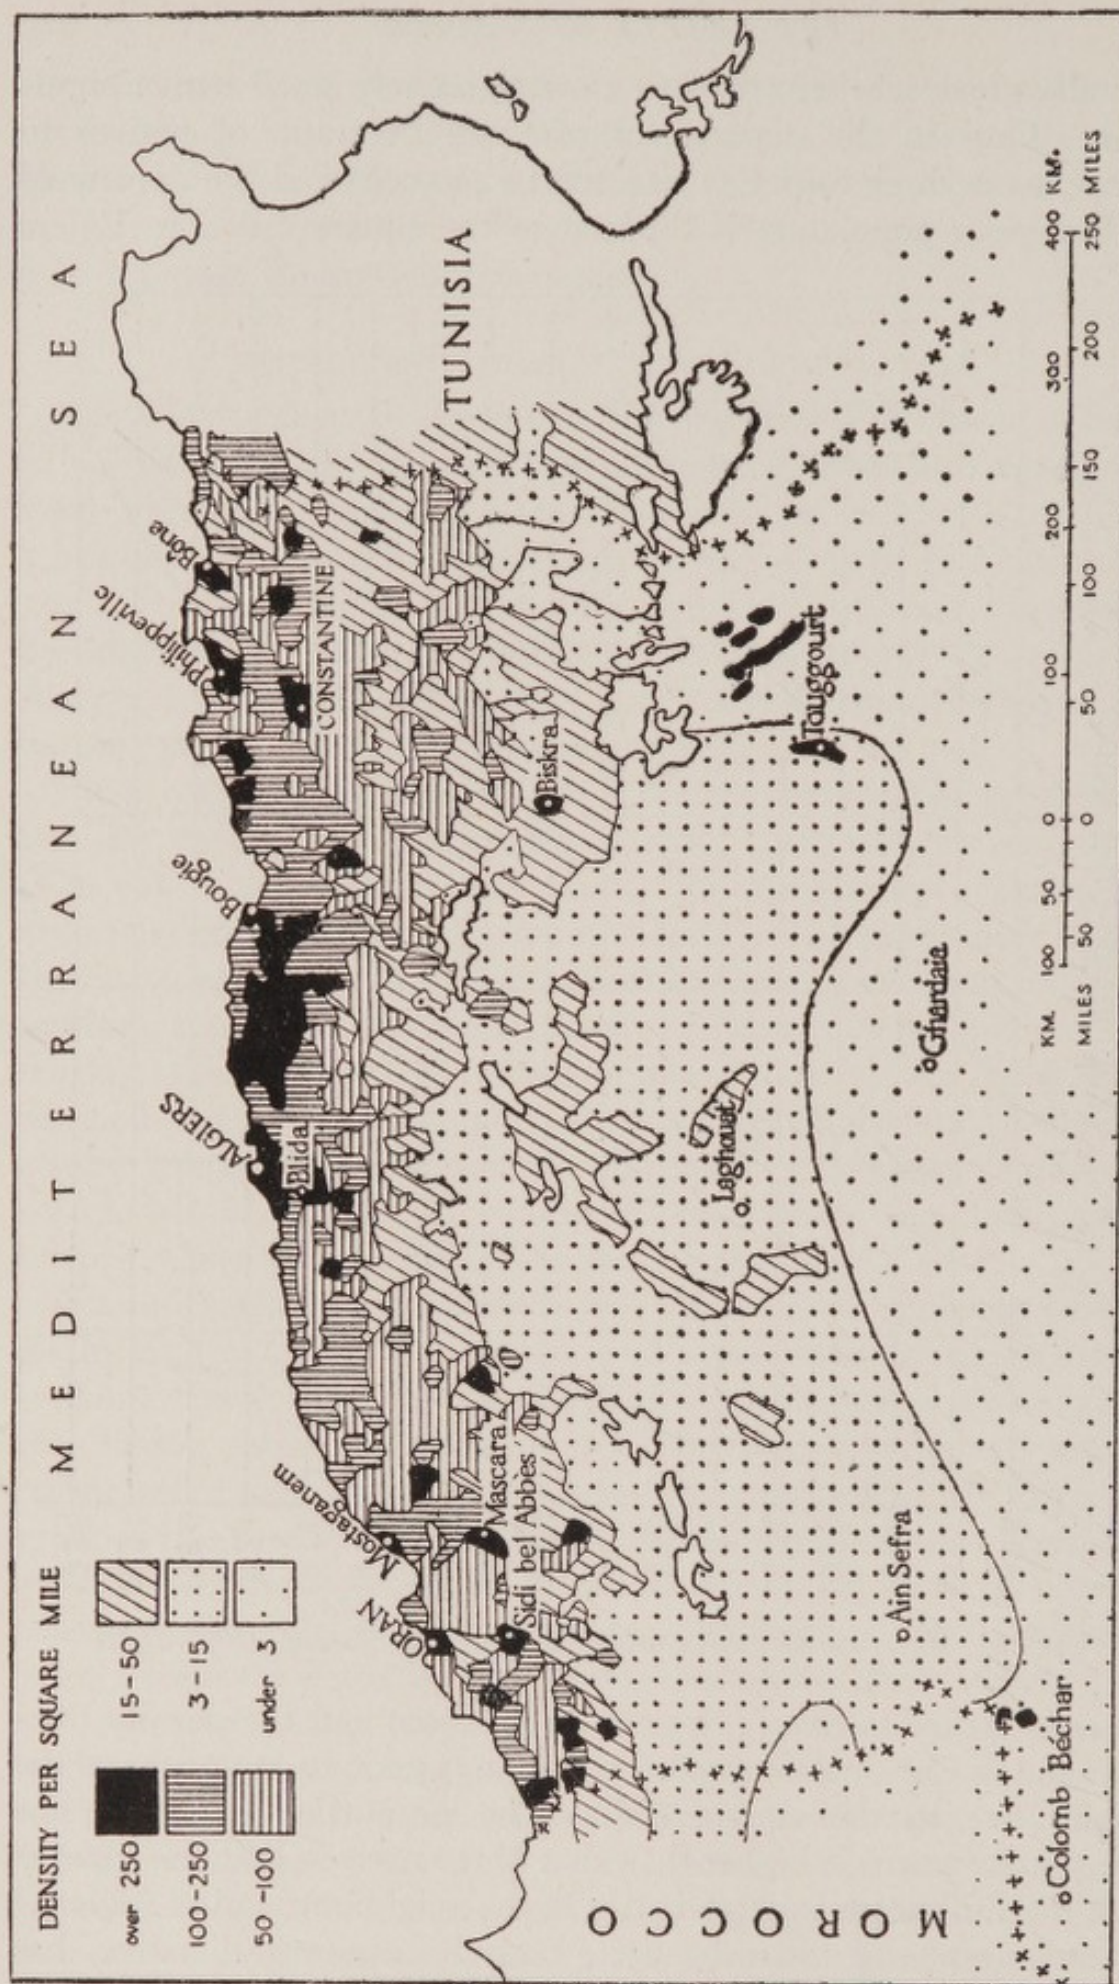 DENSITY PER SQUARE MILE
over 250
100-250
50-100
15-50
3-15
under 3
MEDITERRANEAN SEA
ORAN
Mostaganem
ALGIERS
Bougie
Philippeville
Bône
Blida
CONSTANTINE
Mascara
Sidi bel Abbès
Biskra
TUNISIA
MOROCCO
Laghouat
Touggourt
Ain Sefra
Ghardaia
Colomb Béchar
KM. 100 50 0 100 200 300 400 KM.
MILES 50 0 50 100 150 200 250 MILES